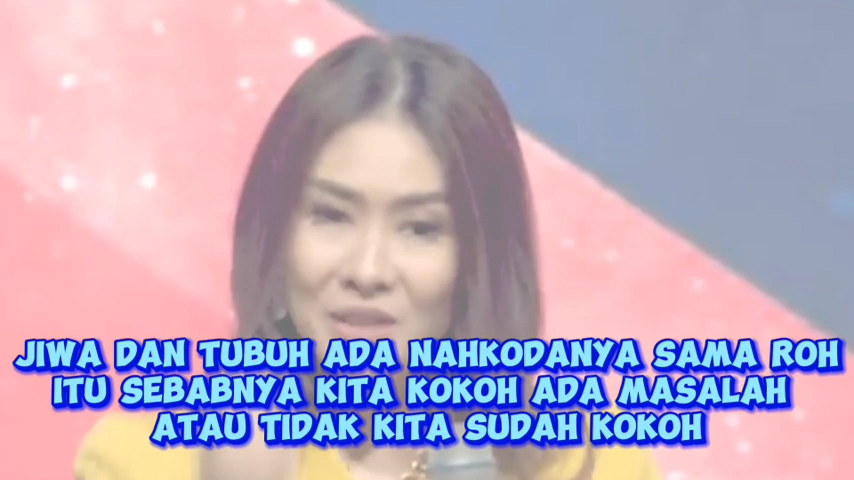 JIWA DAN TUBUH ADA NAHKODANYA SAMA ROH
ITU SEBABNYA KITA KOKOH ADA MASALAH
ATAU TIDAK KITA SUDAH KOKOH